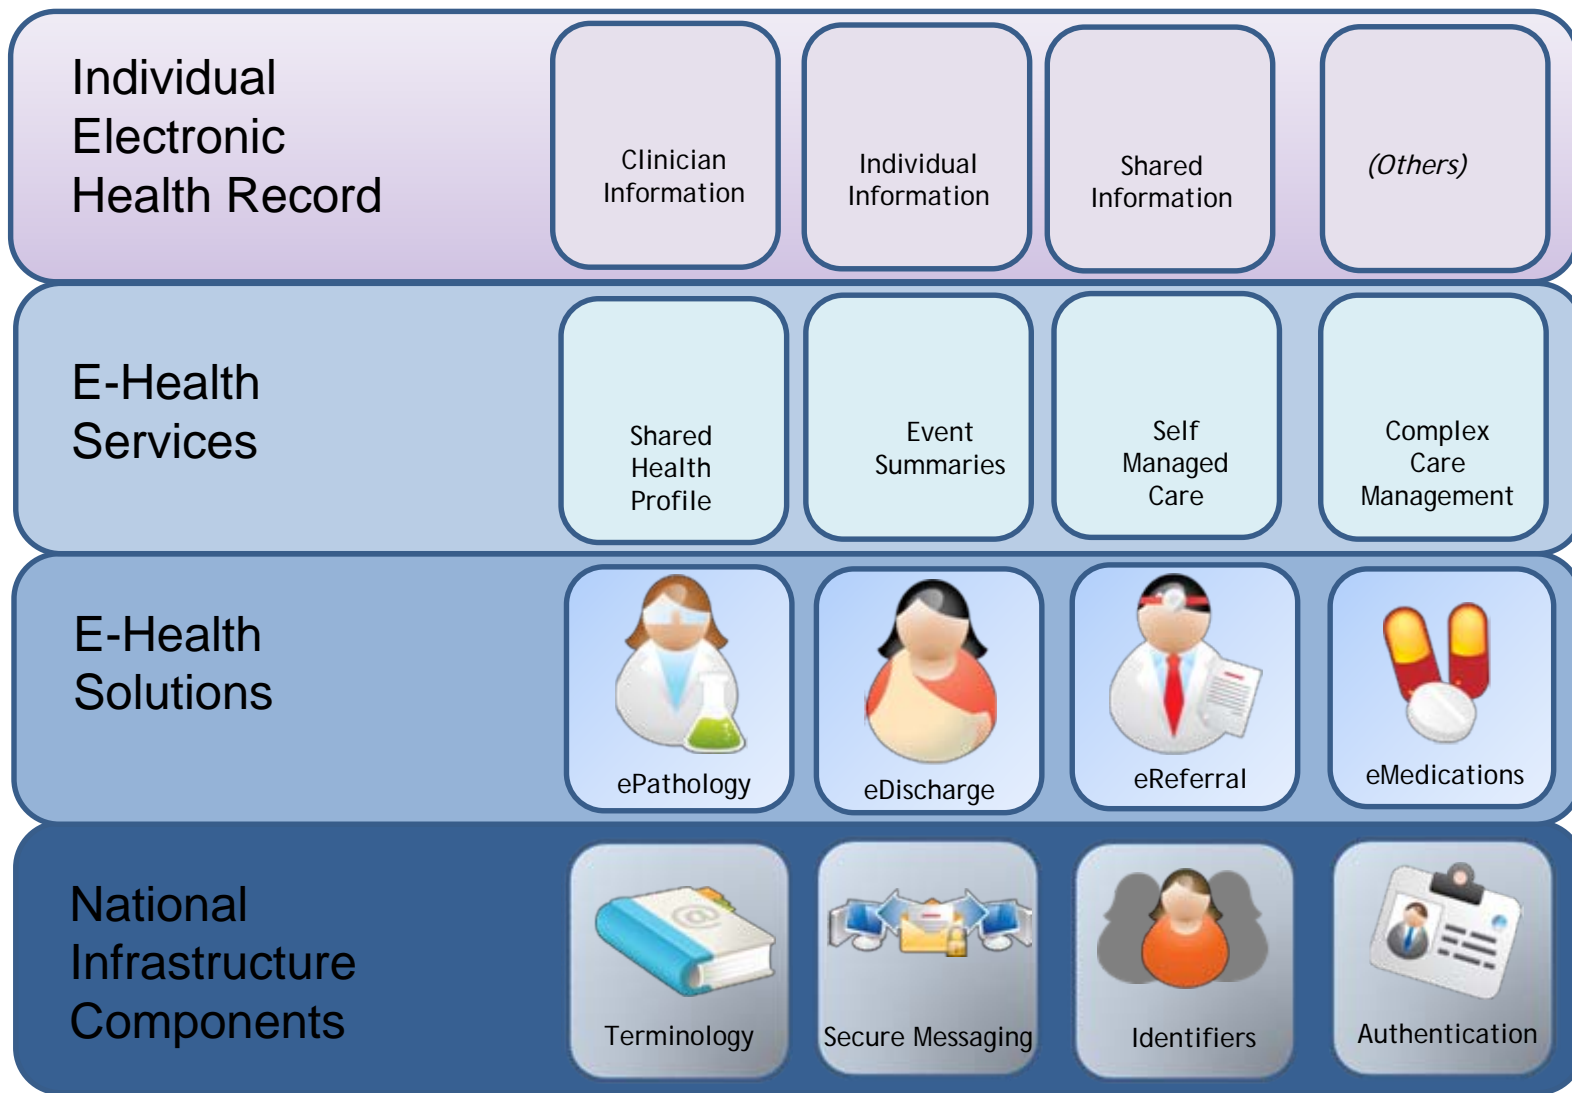 Individual
Electronic
Health Record
Clinician
Information
Individual
Information
Shared
Information
(Others)
E-Health
Services
Shared
Health
Profile
Event
Summaries
Self
Managed
Care
Complex
Care
Management
E-Health
Solutions
ePathology
eDischarge
eReferral
eMedications
National
Infrastructure
Components
@
Terminology
Secure Messaging
Identifiers
Authentication